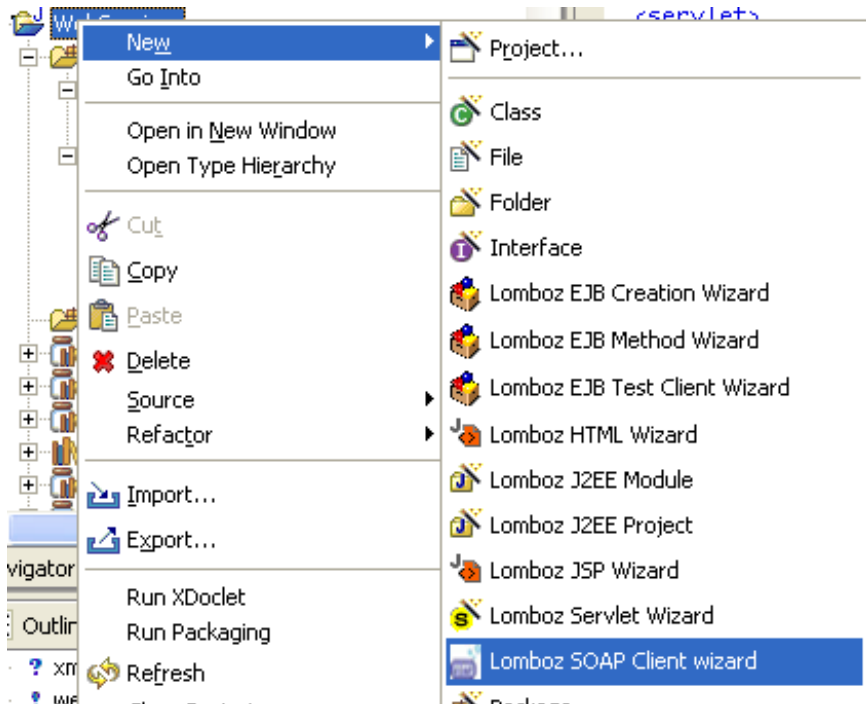 <servlet>
New
Go Into
Open in New Window
Open Type Hierarchy
Cut
Copy
Paste
Delete
Source
Refactor
Import...
Export...
Run XDoclet
Run Packaging
Refresh
Project...
Class
File
Folder
Interface
Lomboz EJB Creation Wizard
Lomboz EJB Method Wizard
Lomboz EJB Test Client Wizard
Lomboz HTML Wizard
Lomboz J2EE Module
Lomboz J2EE Project
Lomboz JSP Wizard
Lomboz Servlet Wizard
Lomboz SOAP Client wizard
Package
vigator
Outlin
xm
we